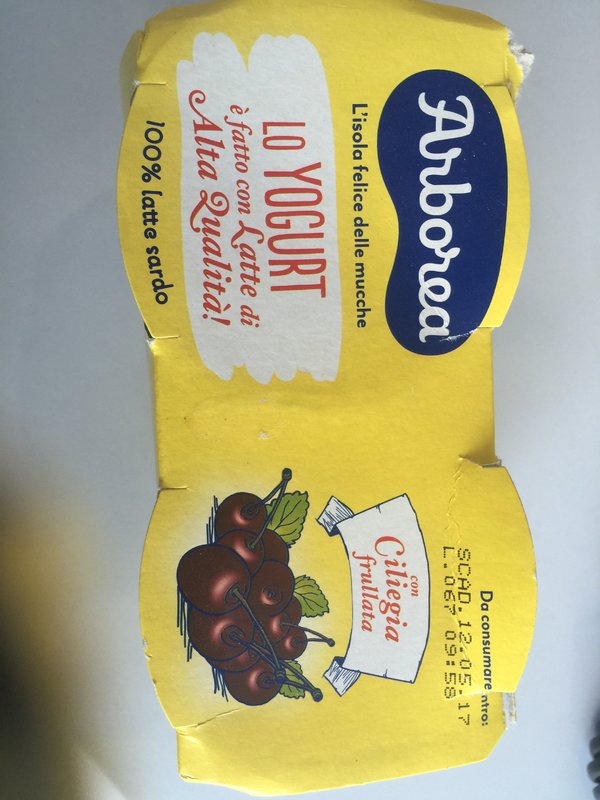 Arborea
L'isola felice delle mucche
LO YOGURT
è fatto con Latte di
Alta Qualità!
100% latte sardo
Da consumare ntro:
SCAD.12.05.17
L.067 09:58
con
Ciliegia
frullata